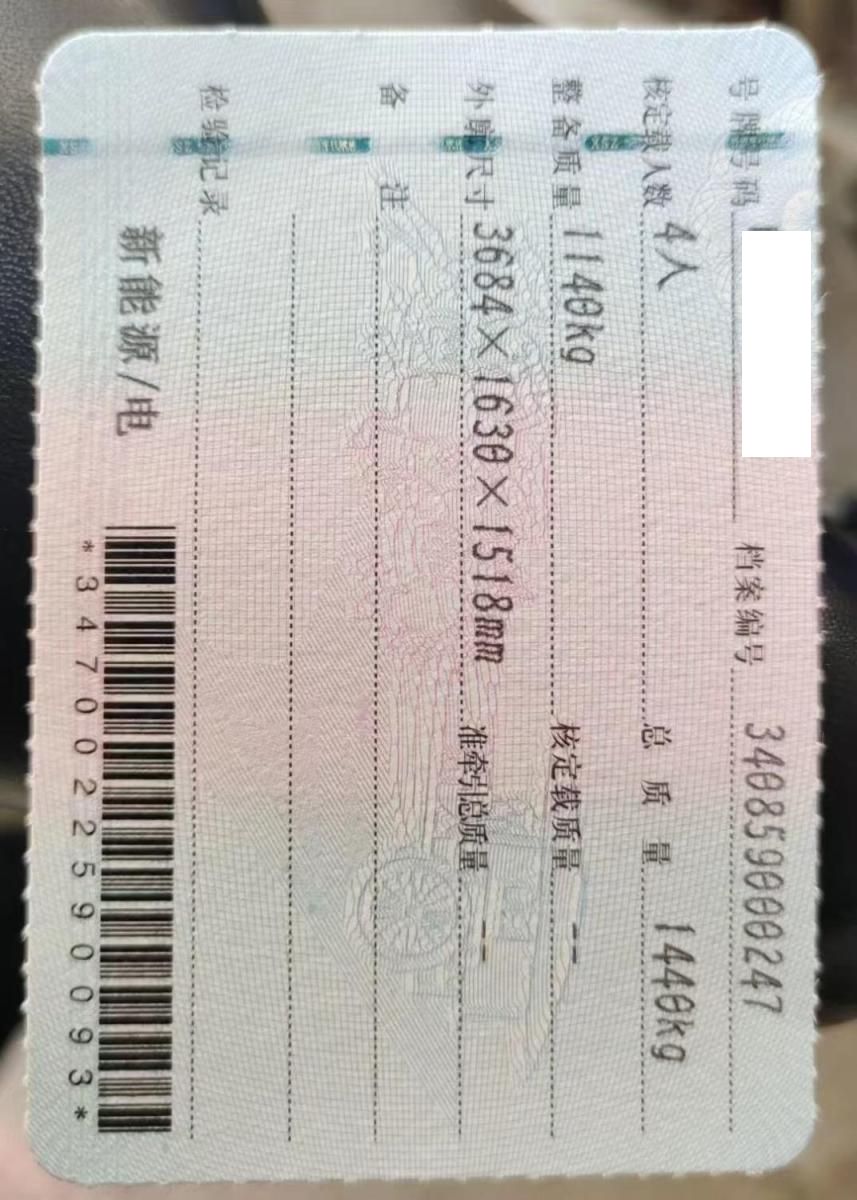 号牌号码 档案编号 340859000247
核定载人数 4人 总质量 1440kg
整备质量 1140kg 核定载质量 --
外廓尺寸 3684×1630×1518mm 准牵引总质量 --
备注
检验记录
新能源/电
*3470022590093*